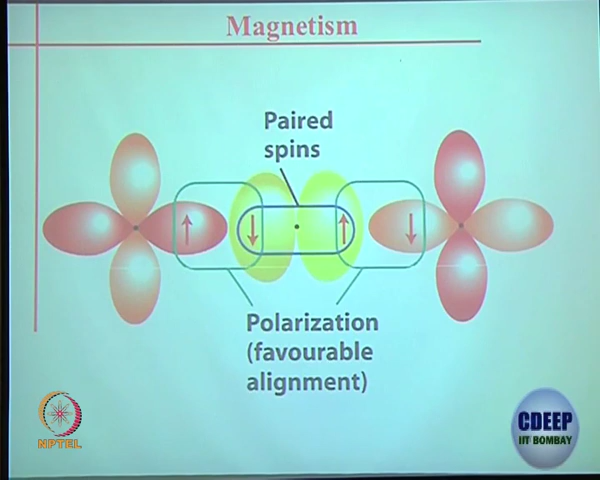 Magnetism
Paired
spins
Polarization
(favourable
alignment)
NPTEL
CDEEP
IIT BOMBAY